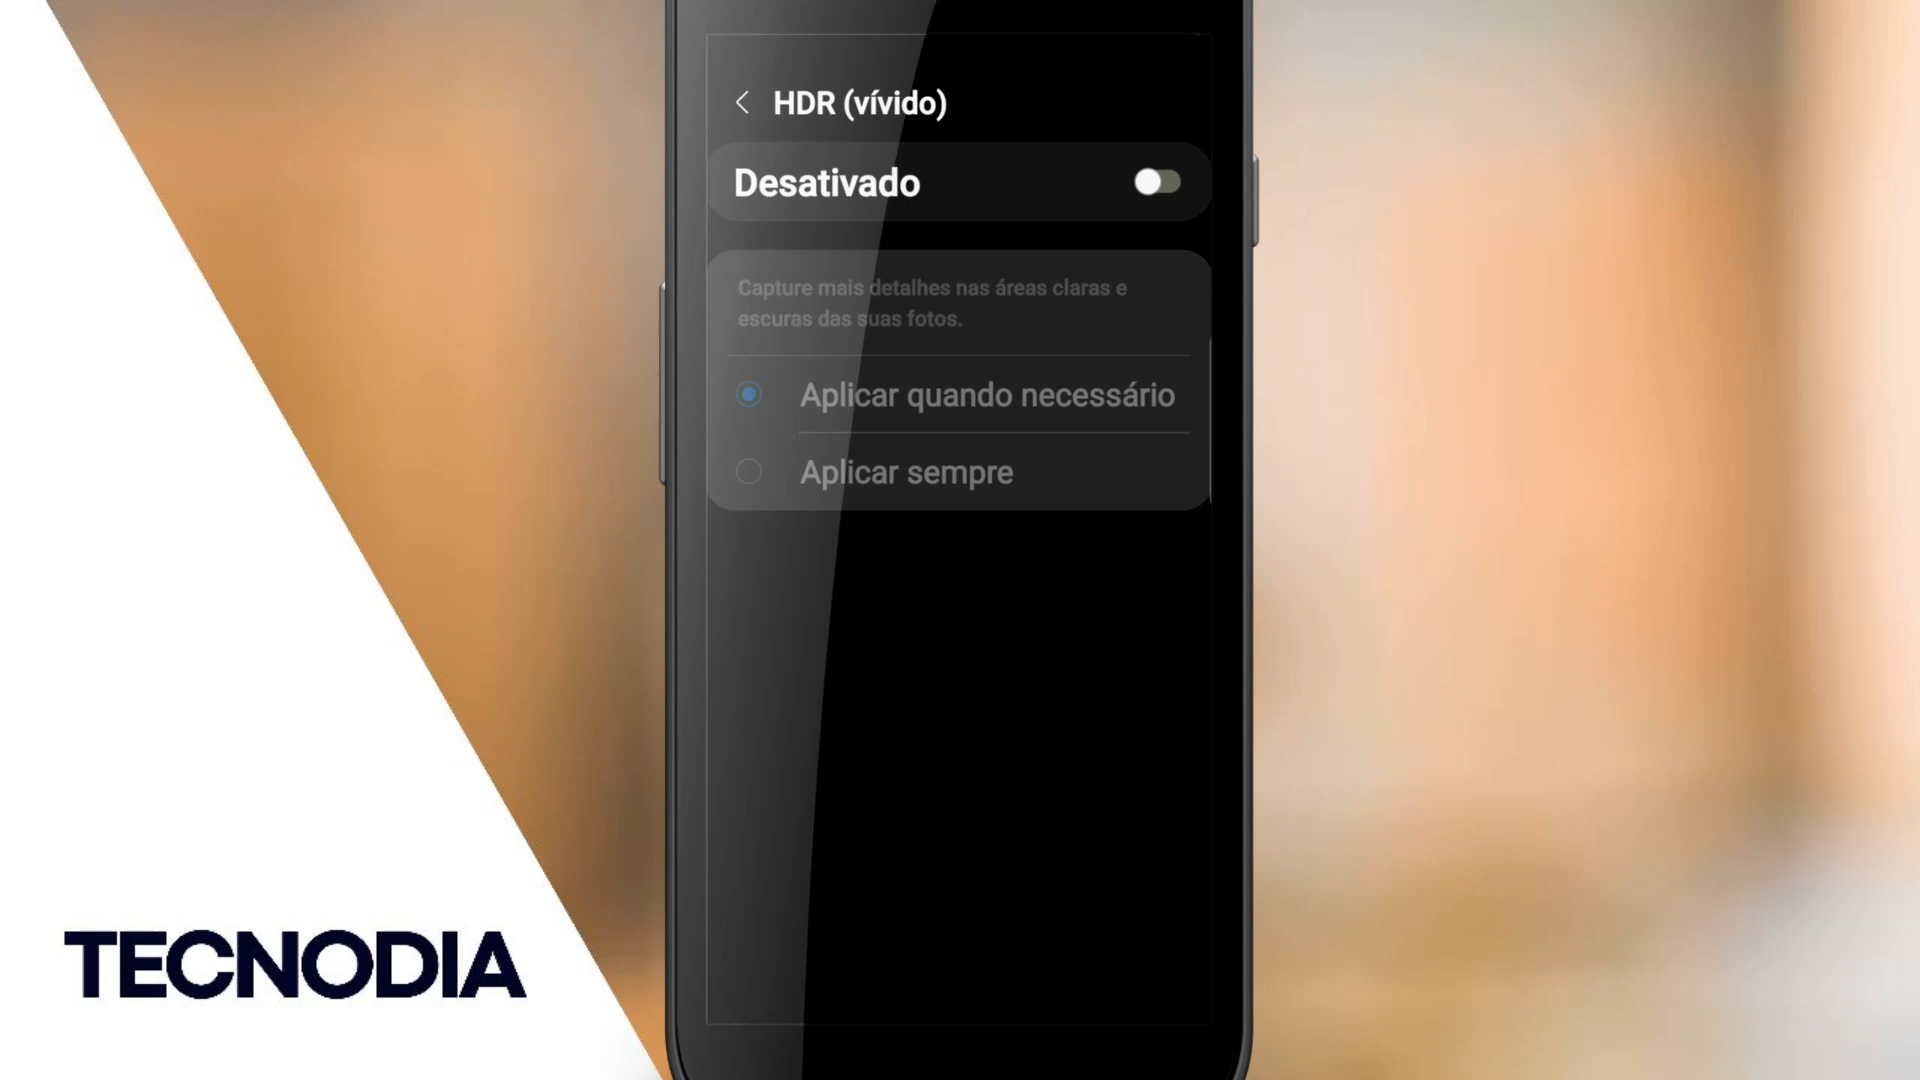 HDR (vívido)
Desativado
Capture mais detalhes nas áreas claras e
escuras das suas fotos.
Aplicar quando necessário
Aplicar sempre
TECNODIA